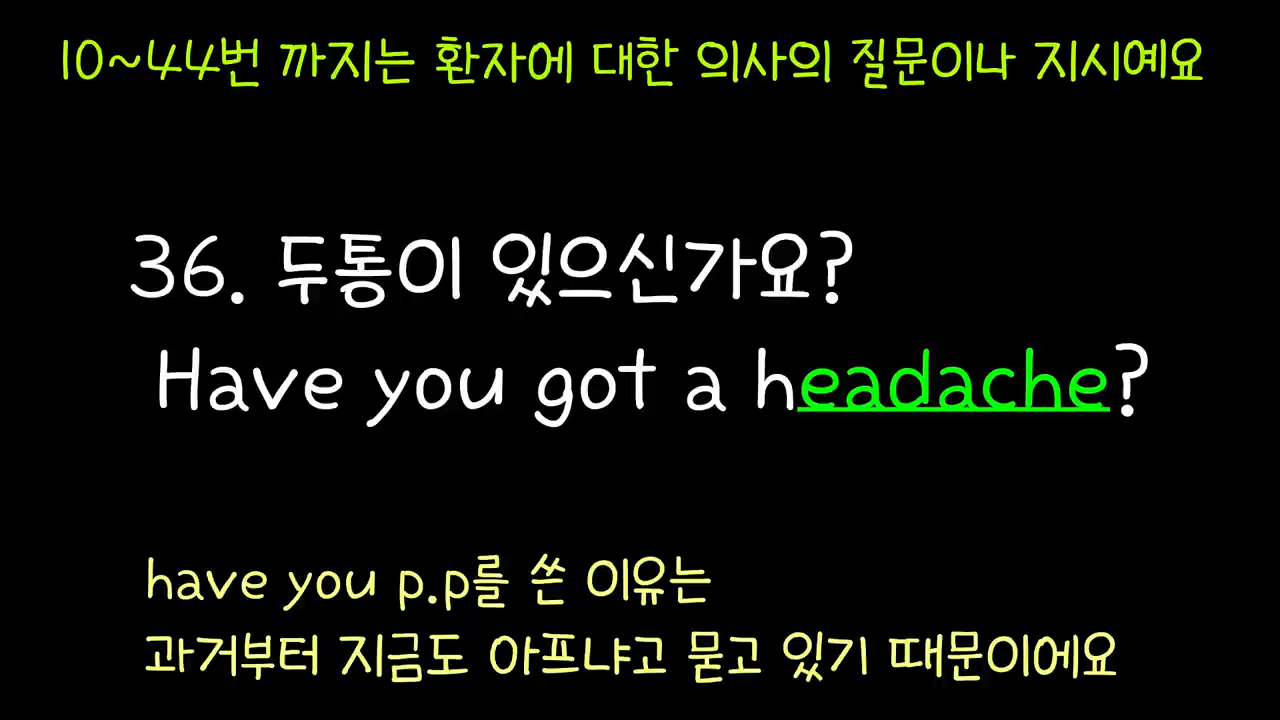 10~44번 까지는 환자에 대한 의사의 질문이나 지시예요
36. 두통이 있으신가요?
Have you got a headache?
have you p.p를 쓴 이유는
과거부터 지금도 아프냐고 묻고 있기 때문이에요